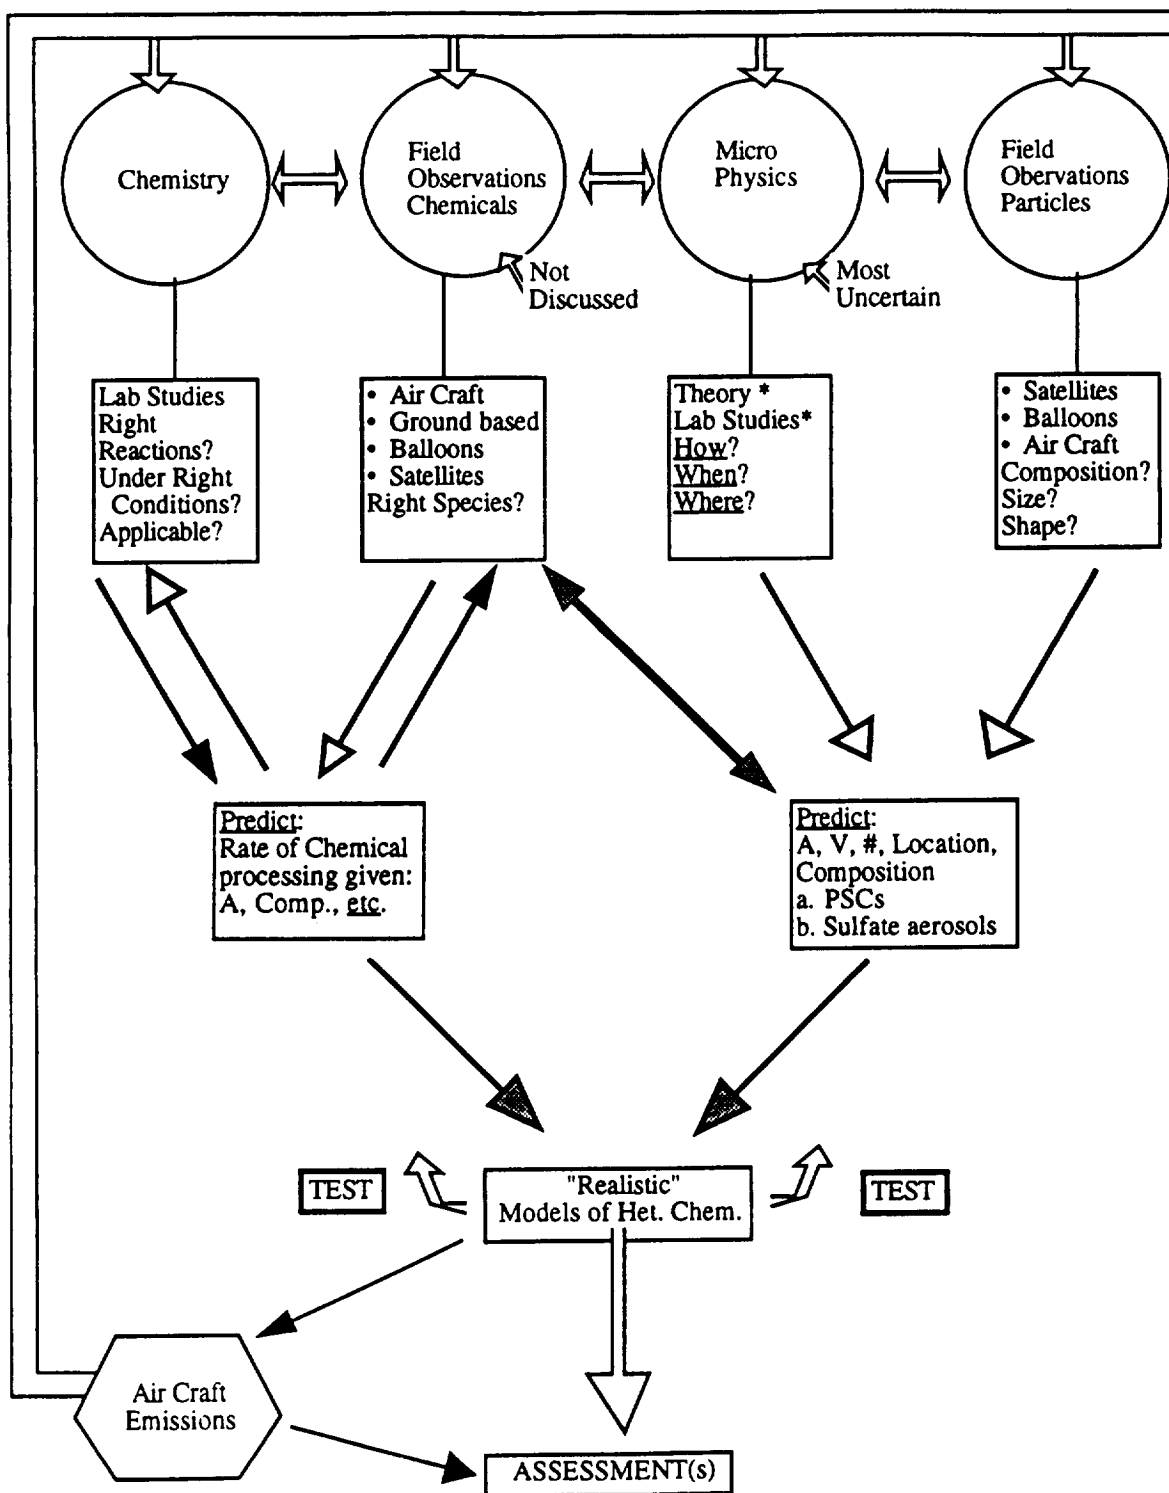 Chemistry
Field
Observations
Chemicals
Micro
Physics
Field
Obervations
Particles
Not
Discussed
Most
Uncertain
Lab Studies
Right
Reactions?
Under Right
Conditions?
Applicable?
• Air Craft
• Ground based
• Balloons
• Satellites
Right Species?
Theory *
Lab Studies*
How?
When?
Where?
• Satellites
• Balloons
• Air Craft
Composition?
Size?
Shape?
Predict:
Rate of Chemical
processing given:
A, Comp., etc.
Predict:
A, V, #, Location,
Composition
a. PSCs
b. Sulfate aerosols
TEST
"Realistic"
Models of Het. Chem.
TEST
Air Craft
Emissions
ASSESSMENT(s)